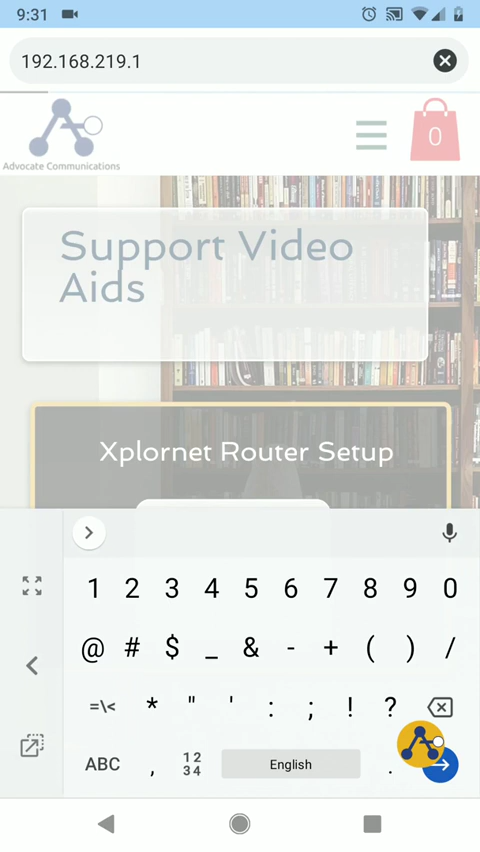 9:31
192.168.219.1
Advocate Communications
0
Support Video
Aids
Xplornet Router Setup
1 2 3 4 5 6 7 8 9 0
@ # $ _ & - + ( ) /
=\< * " ' : ; ! ?
ABC , 12 34 English .